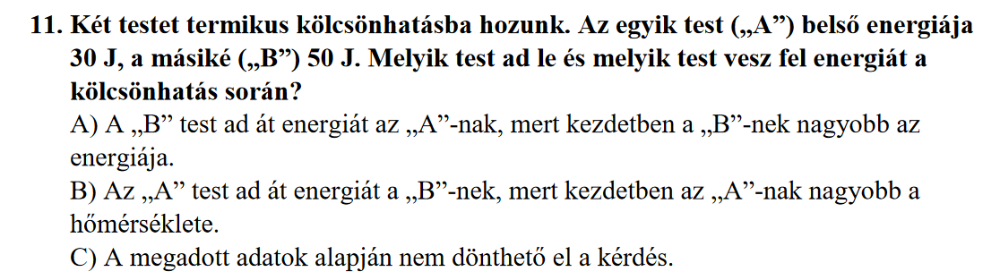 11. Két testet termikus kölcsönhatásba hozunk. Az egyik test („A”) belső energiája
30 J, a másiké („B”) 50 J. Melyik test ad le és melyik test vesz fel energiát a
kölcsönhatás során?
A) A „B” test ad át energiát az „A”-nak, mert kezdetben a „B”-nek nagyobb az
energiája.
B) Az „A” test ad át energiát a „B”-nek, mert kezdetben az „A”-nak nagyobb a
hőmérséklete.
C) A megadott adatok alapján nem dönthető el a kérdés.